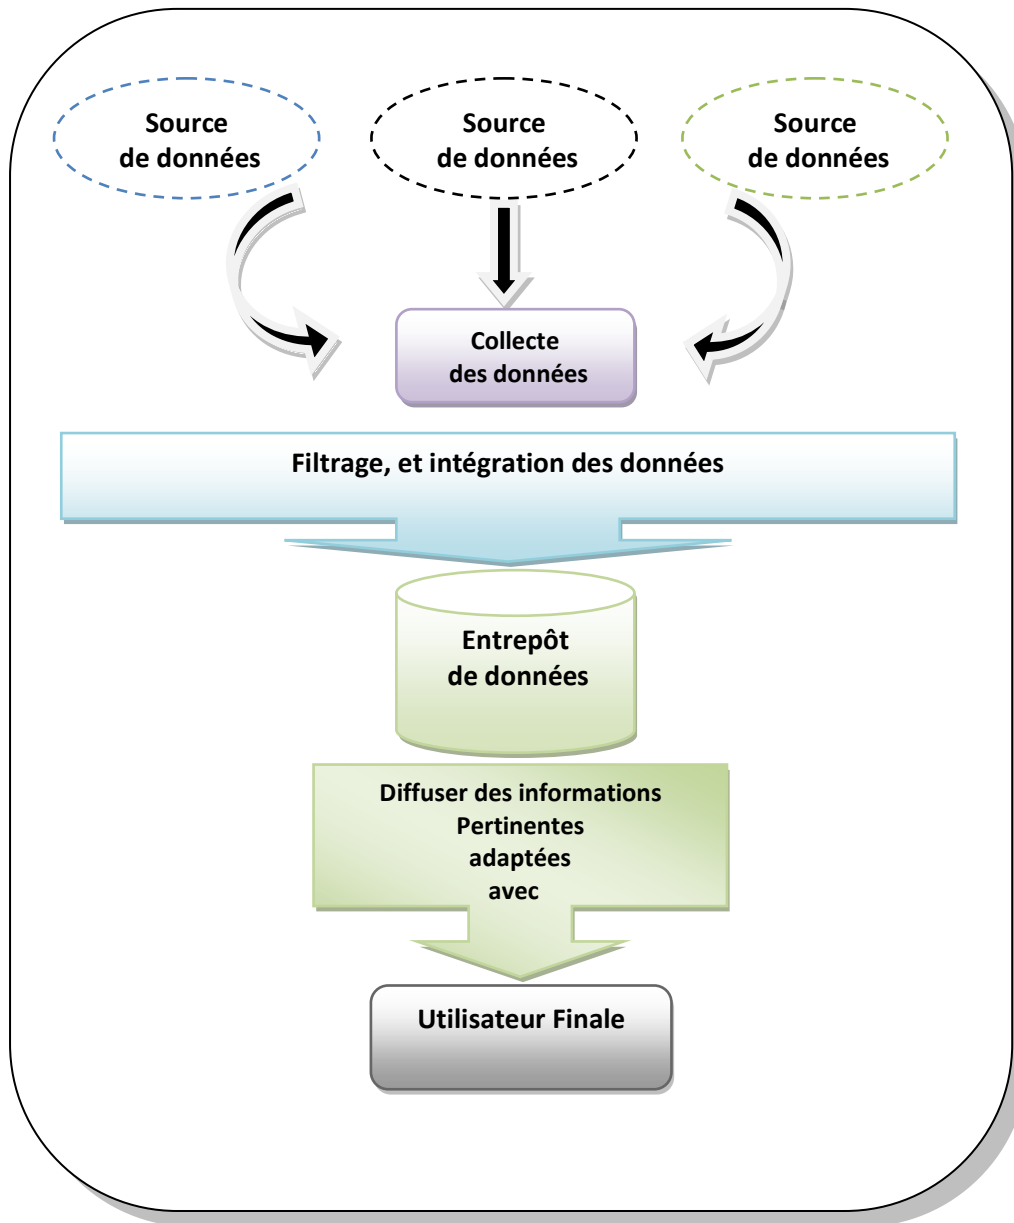 Source
de données
Source
de données
Source
de données
Collecte
des données
Filtrage, et intégration des données
Entrepôt
de données
Diffuser des informations
Pertinentes
adaptées
avec
Utilisateur Finale